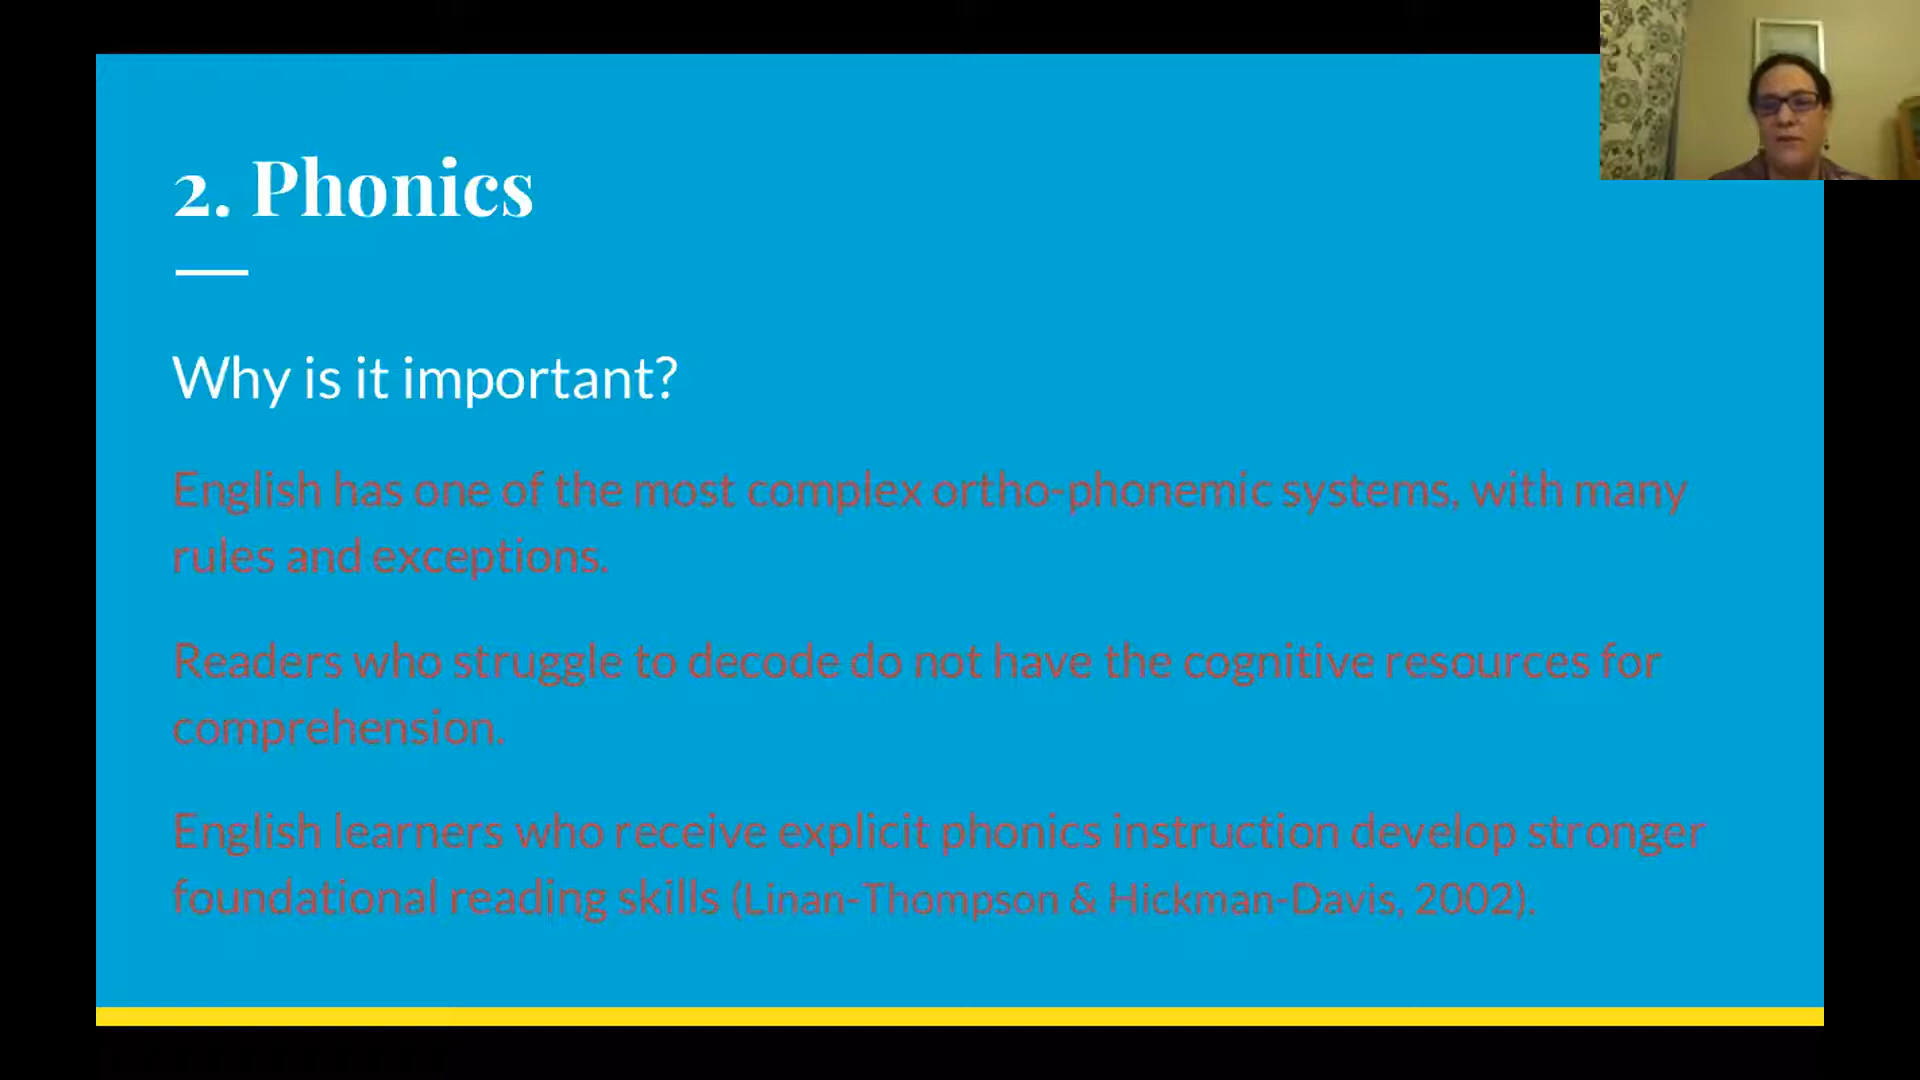 2. Phonics
Why is it important?
English has one of the most complex ortho-phonemic systems, with many
rules and exceptions.
Readers who struggle to decode do not have the cognitive resources for
comprehension.
English learners who receive explicit phonics instruction develop stronger
foundational reading skills (Linan-Thompson & Hickman-Davis, 2002).